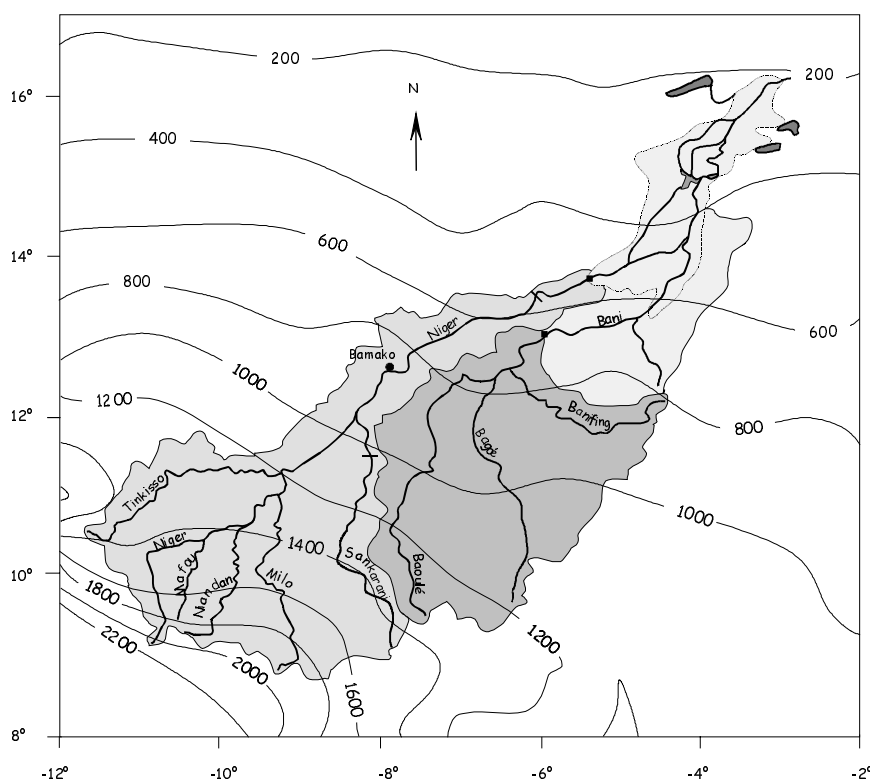 200
200
16°
N
400
14°
600
800
Niger
Bani
600
Bamako
1000
1200
12°
Banifing
800
Bagoé
Tinkisso
1000
Niger
1400
Sankarani
10°
Nafou
Niandan
Milo
Baoulé
1800
1200
2200
2000
1600
8°
-12°
-10°
-8°
-6°
-4°
-2°